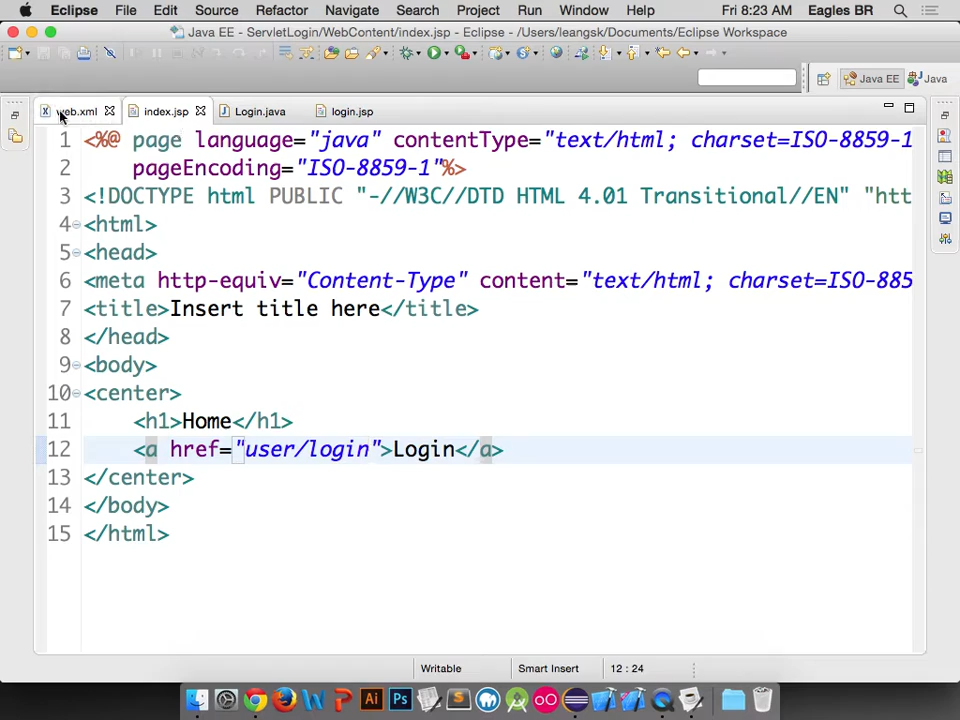 Eclipse File Edit Source Refactor Navigate Search Project Run Window Help Fri 8:23 AM Eagles BR
Java EE - ServletLogin/WebContent/index.jsp - Eclipse - /Users/leangsk/Documents/Eclipse Workspace
Java EE Java
web.xml index.jsp Login.java login.jsp
1 <%@ page language="java" contentType="text/html; charset=ISO-8859-1
2 pageEncoding="ISO-8859-1"%>
3 <!DOCTYPE html PUBLIC "-//W3C//DTD HTML 4.01 Transitional//EN" "htt
4 <html>
5 <head>
6 <meta http-equiv="Content-Type" content="text/html; charset=ISO-885
7 <title>Insert title here</title>
8 </head>
9 <body>
10 <center>
11 <h1>Home</h1>
12 <a href="user/login">Login</a>
13 </center>
14 </body>
15 </html>
Writable Smart Insert 12 : 24